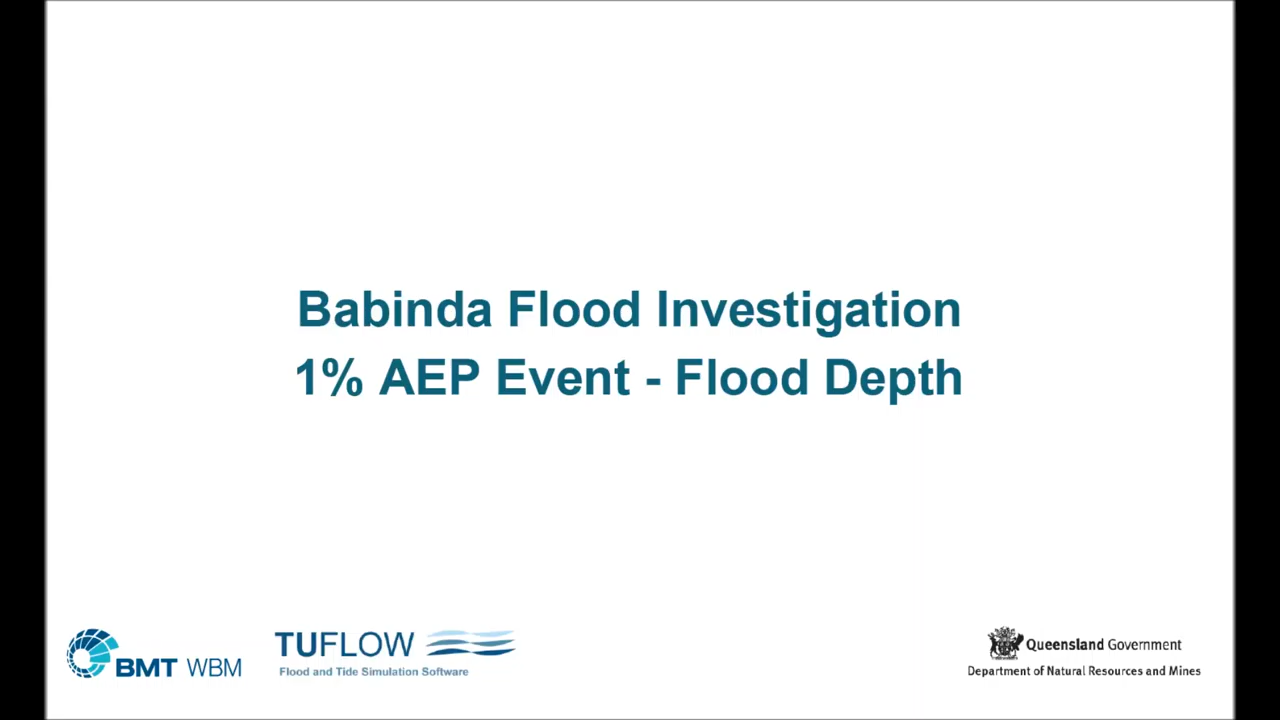 Babinda Flood Investigation
1% AEP Event - Flood Depth
BMT WBM
TUFLOW
Flood and Tide Simulation Software
Queensland Government
Department of Natural Resources and Mines